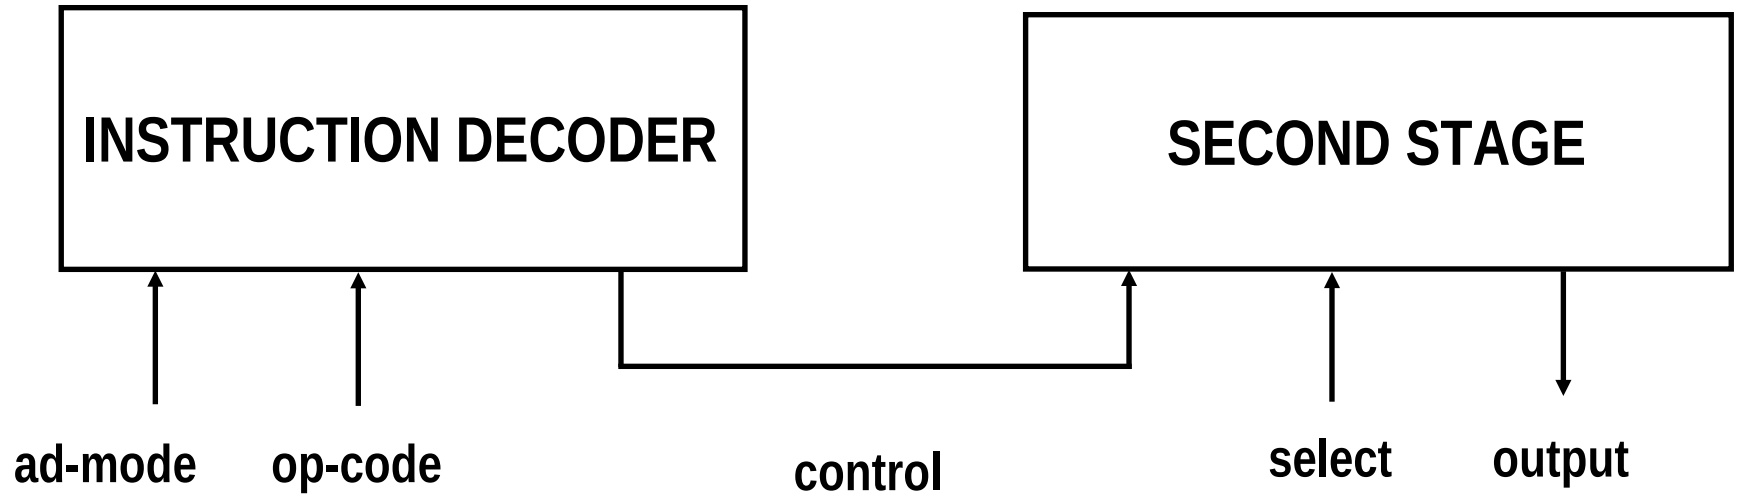 INSTRUCTION DECODER
SECOND STAGE
ad-mode
op-code
control
select
output